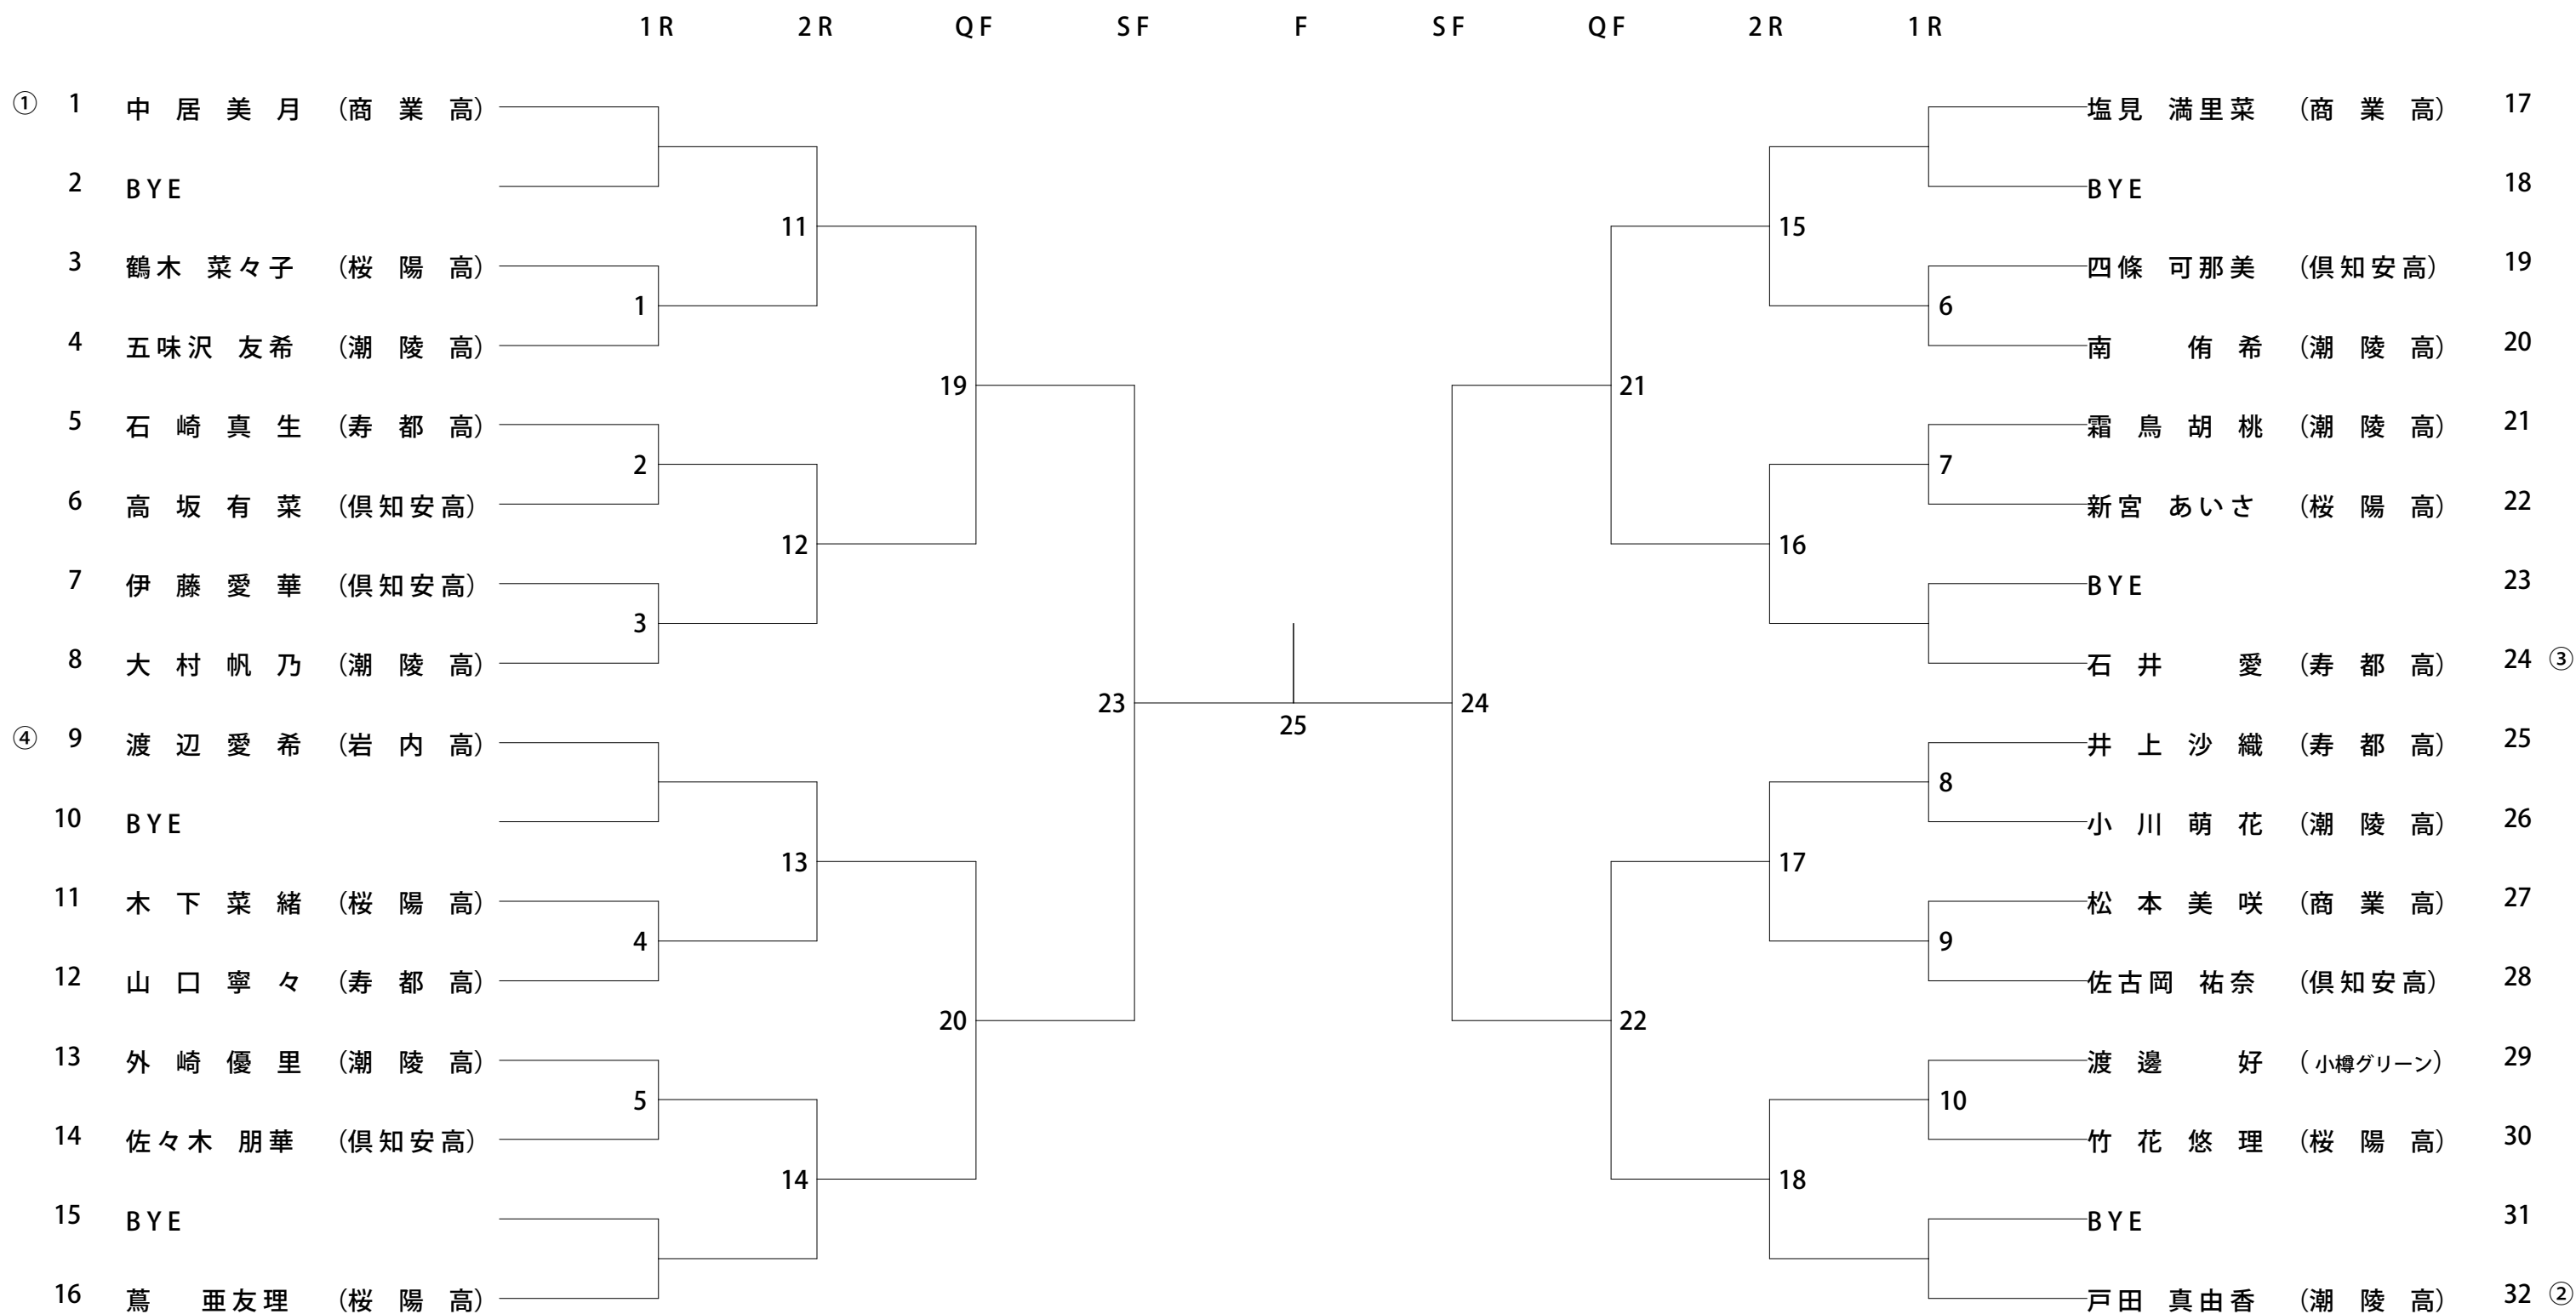 1R 2R QF SF F SF QF 2R 1R
① 1 中居美月 (商業高)
2 BYE
3 鶴木 菜々子 (桜陽高)
4 五味沢 友希 (潮陵高)
5 石崎真生 (寿都高)
6 高坂有菜 (倶知安高)
7 伊藤愛華 (倶知安高)
8 大村帆乃 (潮陵高)
④ 9 渡辺愛希 (岩内高)
10 BYE
11 木下菜緒 (桜陽高)
12 山口寧々 (寿都高)
13 外崎優里 (潮陵高)
14 佐々木 朋華 (倶知安高)
15 BYE
16 蔦 亜友理 (桜陽高)
1
2
3
4
5
11
12
13
14
19
20
23
25
24
21
22
15
16
17
18
6
7
8
9
10
塩見 満里菜 (商業高) 17
BYE 18
四條 可那美 (倶知安高) 19
南 侑希 (潮陵高) 20
霜鳥胡桃 (潮陵高) 21
新宮 あいさ (桜陽高) 22
BYE 23
石井 愛 (寿都高) 24 ③
井上沙織 (寿都高) 25
小川萌花 (潮陵高) 26
松本美咲 (商業高) 27
佐古岡 祐奈 (倶知安高) 28
渡邊 好 (小樽グリーン) 29
竹花悠理 (桜陽高) 30
BYE 31
戸田 真由香 (潮陵高) 32 ②